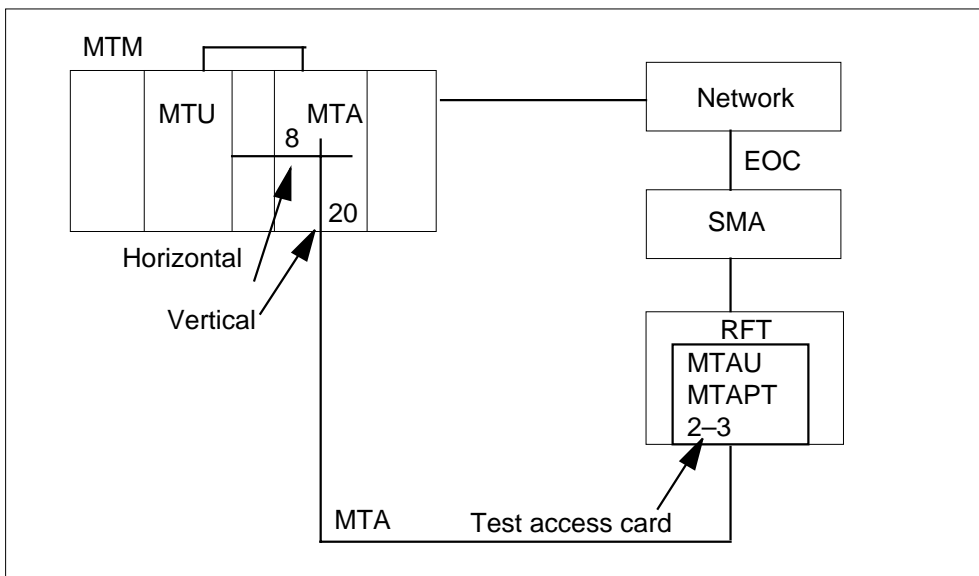 MTM
MTU
MTA
8
20
Horizontal
Vertical
Network
EOC
SMA
RFT
MTAU
MTAPT
2–3
MTA
Test access card